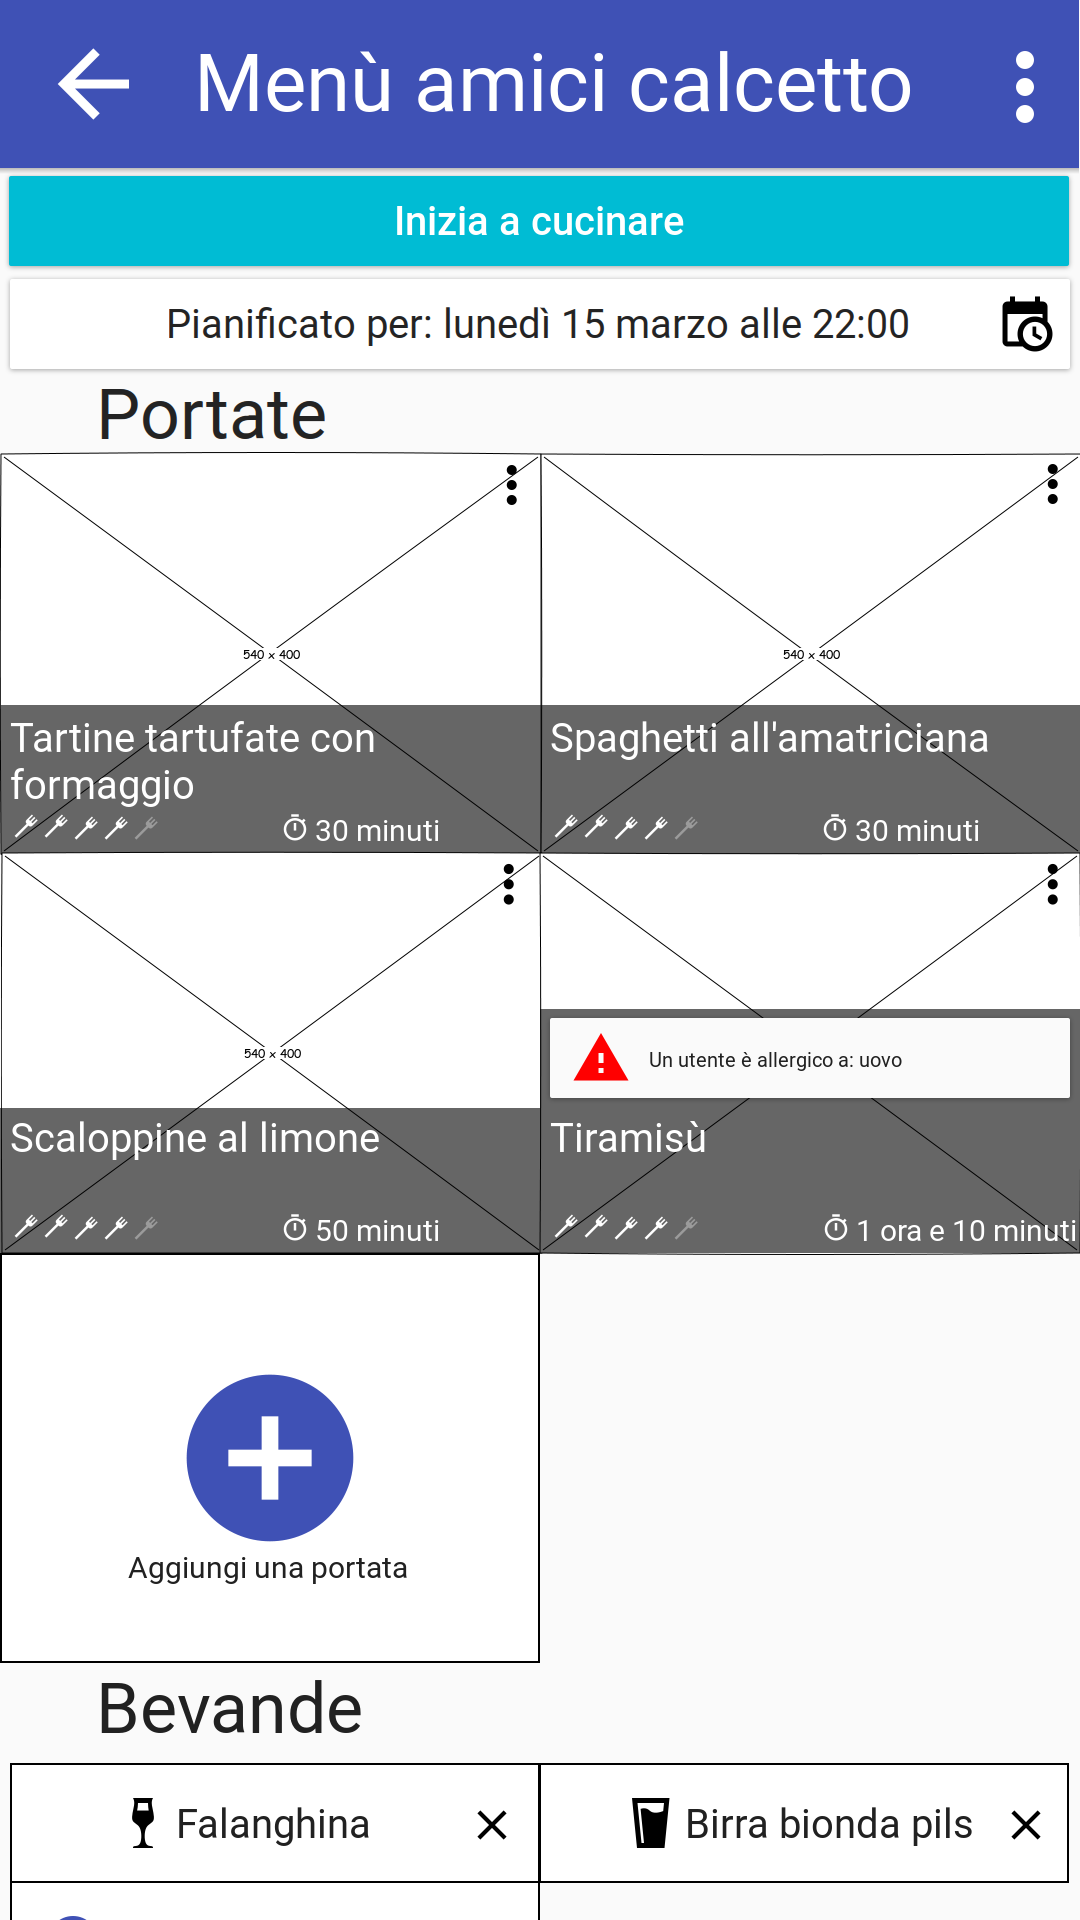 Menù amici calcetto
Inizia a cucinare
Pianificato per: lunedì 15 marzo alle 22:00
Portate
540 × 400
540 × 400
Tartine tartufate con
formaggio
30 minuti
Spaghetti all'amatriciana
30 minuti
540 × 400
Scaloppine al limone
50 minuti
Un utente è allergico a: uovo
Tiramisù
1 ora e 10 minuti
Aggiungi una portata
Bevande
Falanghina
Birra bionda pils